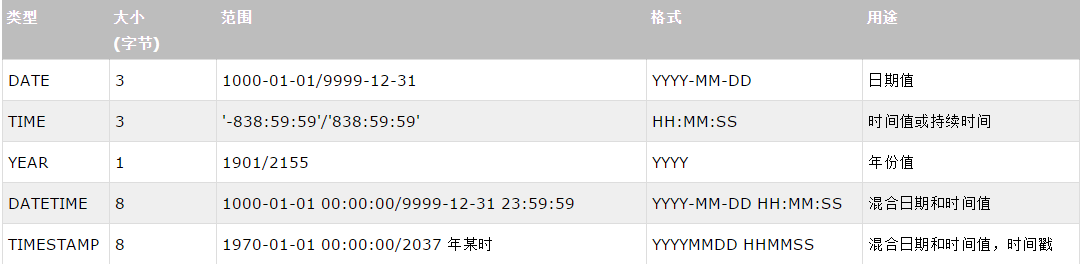 类型 大小 范围 格式 用途
(字节)
DATE 3 1000-01-01/9999-12-31 YYYY-MM-DD 日期值
TIME 3 '-838:59:59'/'838:59:59' HH:MM:SS 时间值或持续时间
YEAR 1 1901/2155 YYYY 年份值
DATETIME 8 1000-01-01 00:00:00/9999-12-31 23:59:59 YYYY-MM-DD HH:MM:SS 混合日期和时间值
TIMESTAMP 8 1970-01-01 00:00:00/2037 年某时 YYYYMMDD HHMMSS 混合日期和时间值，时间戳